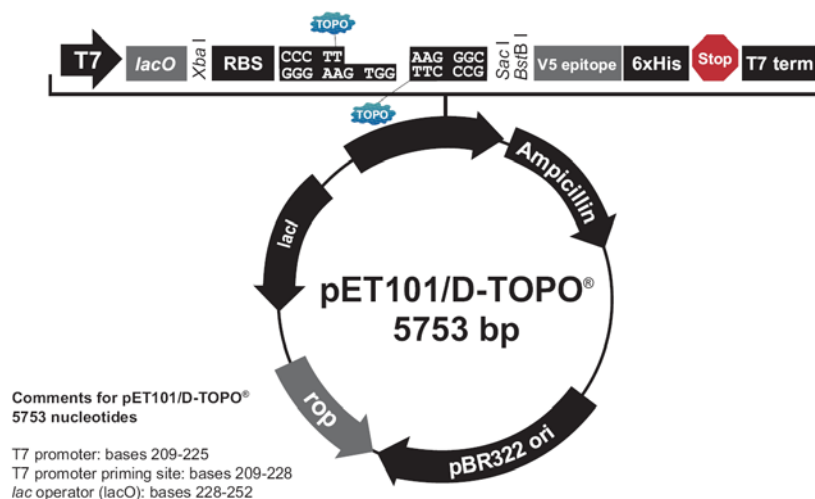 TOPO
T7 lacO Xba I RBS CCC TT AAG GGC Sac I BstB I V5 epitope 6xHis Stop T7 term
GGG AAG TGG TTC CCG
TOPO
Ampicillin
lacI
pET101/D-TOPO®
5753 bp
rop
pBR322 ori
Comments for pET101/D-TOPO®
5753 nucleotides
T7 promoter: bases 209-225
T7 promoter priming site: bases 209-228
lac operator (lacO): bases 228-252